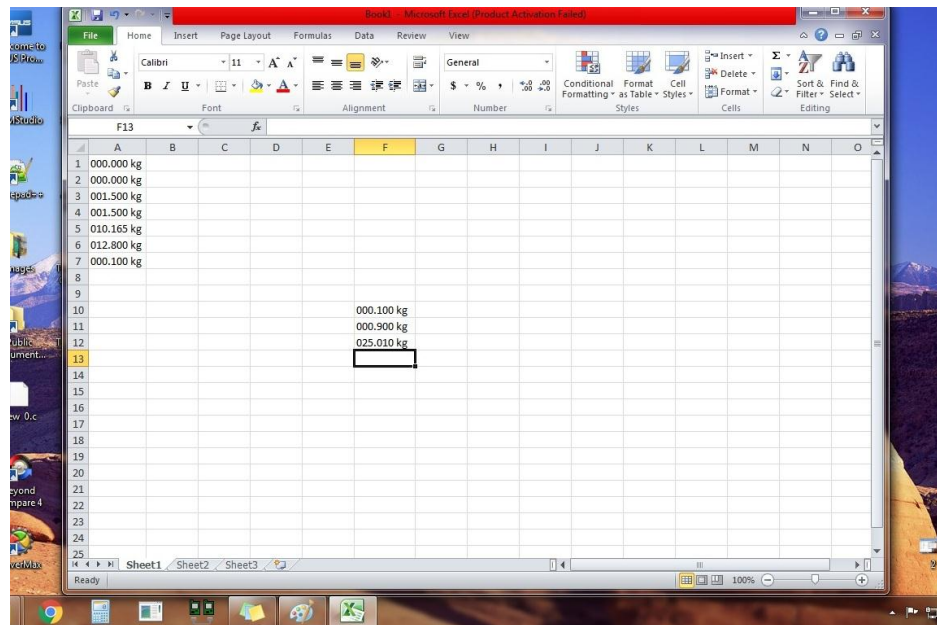 Book1 - Microsoft Excel (Product Activation Failed)
File Home Insert Page Layout Formulas Data Review View
Paste
Calibri 11 A A General
B I U A $ % , .0 .00 .00 .0
Conditional Formatting Format as Table Cell Styles
Insert
Delete
Format
Sort & Filter Find & Select
Clipboard Font Alignment Number Styles Cells Editing
F13 fx
A B C D E F G H I J K L M N O
1 000.000 kg
2 000.000 kg
3 001.500 kg
4 001.500 kg
5 010.165 kg
6 012.800 kg
7 000.100 kg
8
9
10 000.100 kg
11 000.900 kg
12 025.010 kg
13
14
15
16
17
18
19
20
21
22
23
24
25
Sheet1 Sheet2 Sheet3
Ready 100%